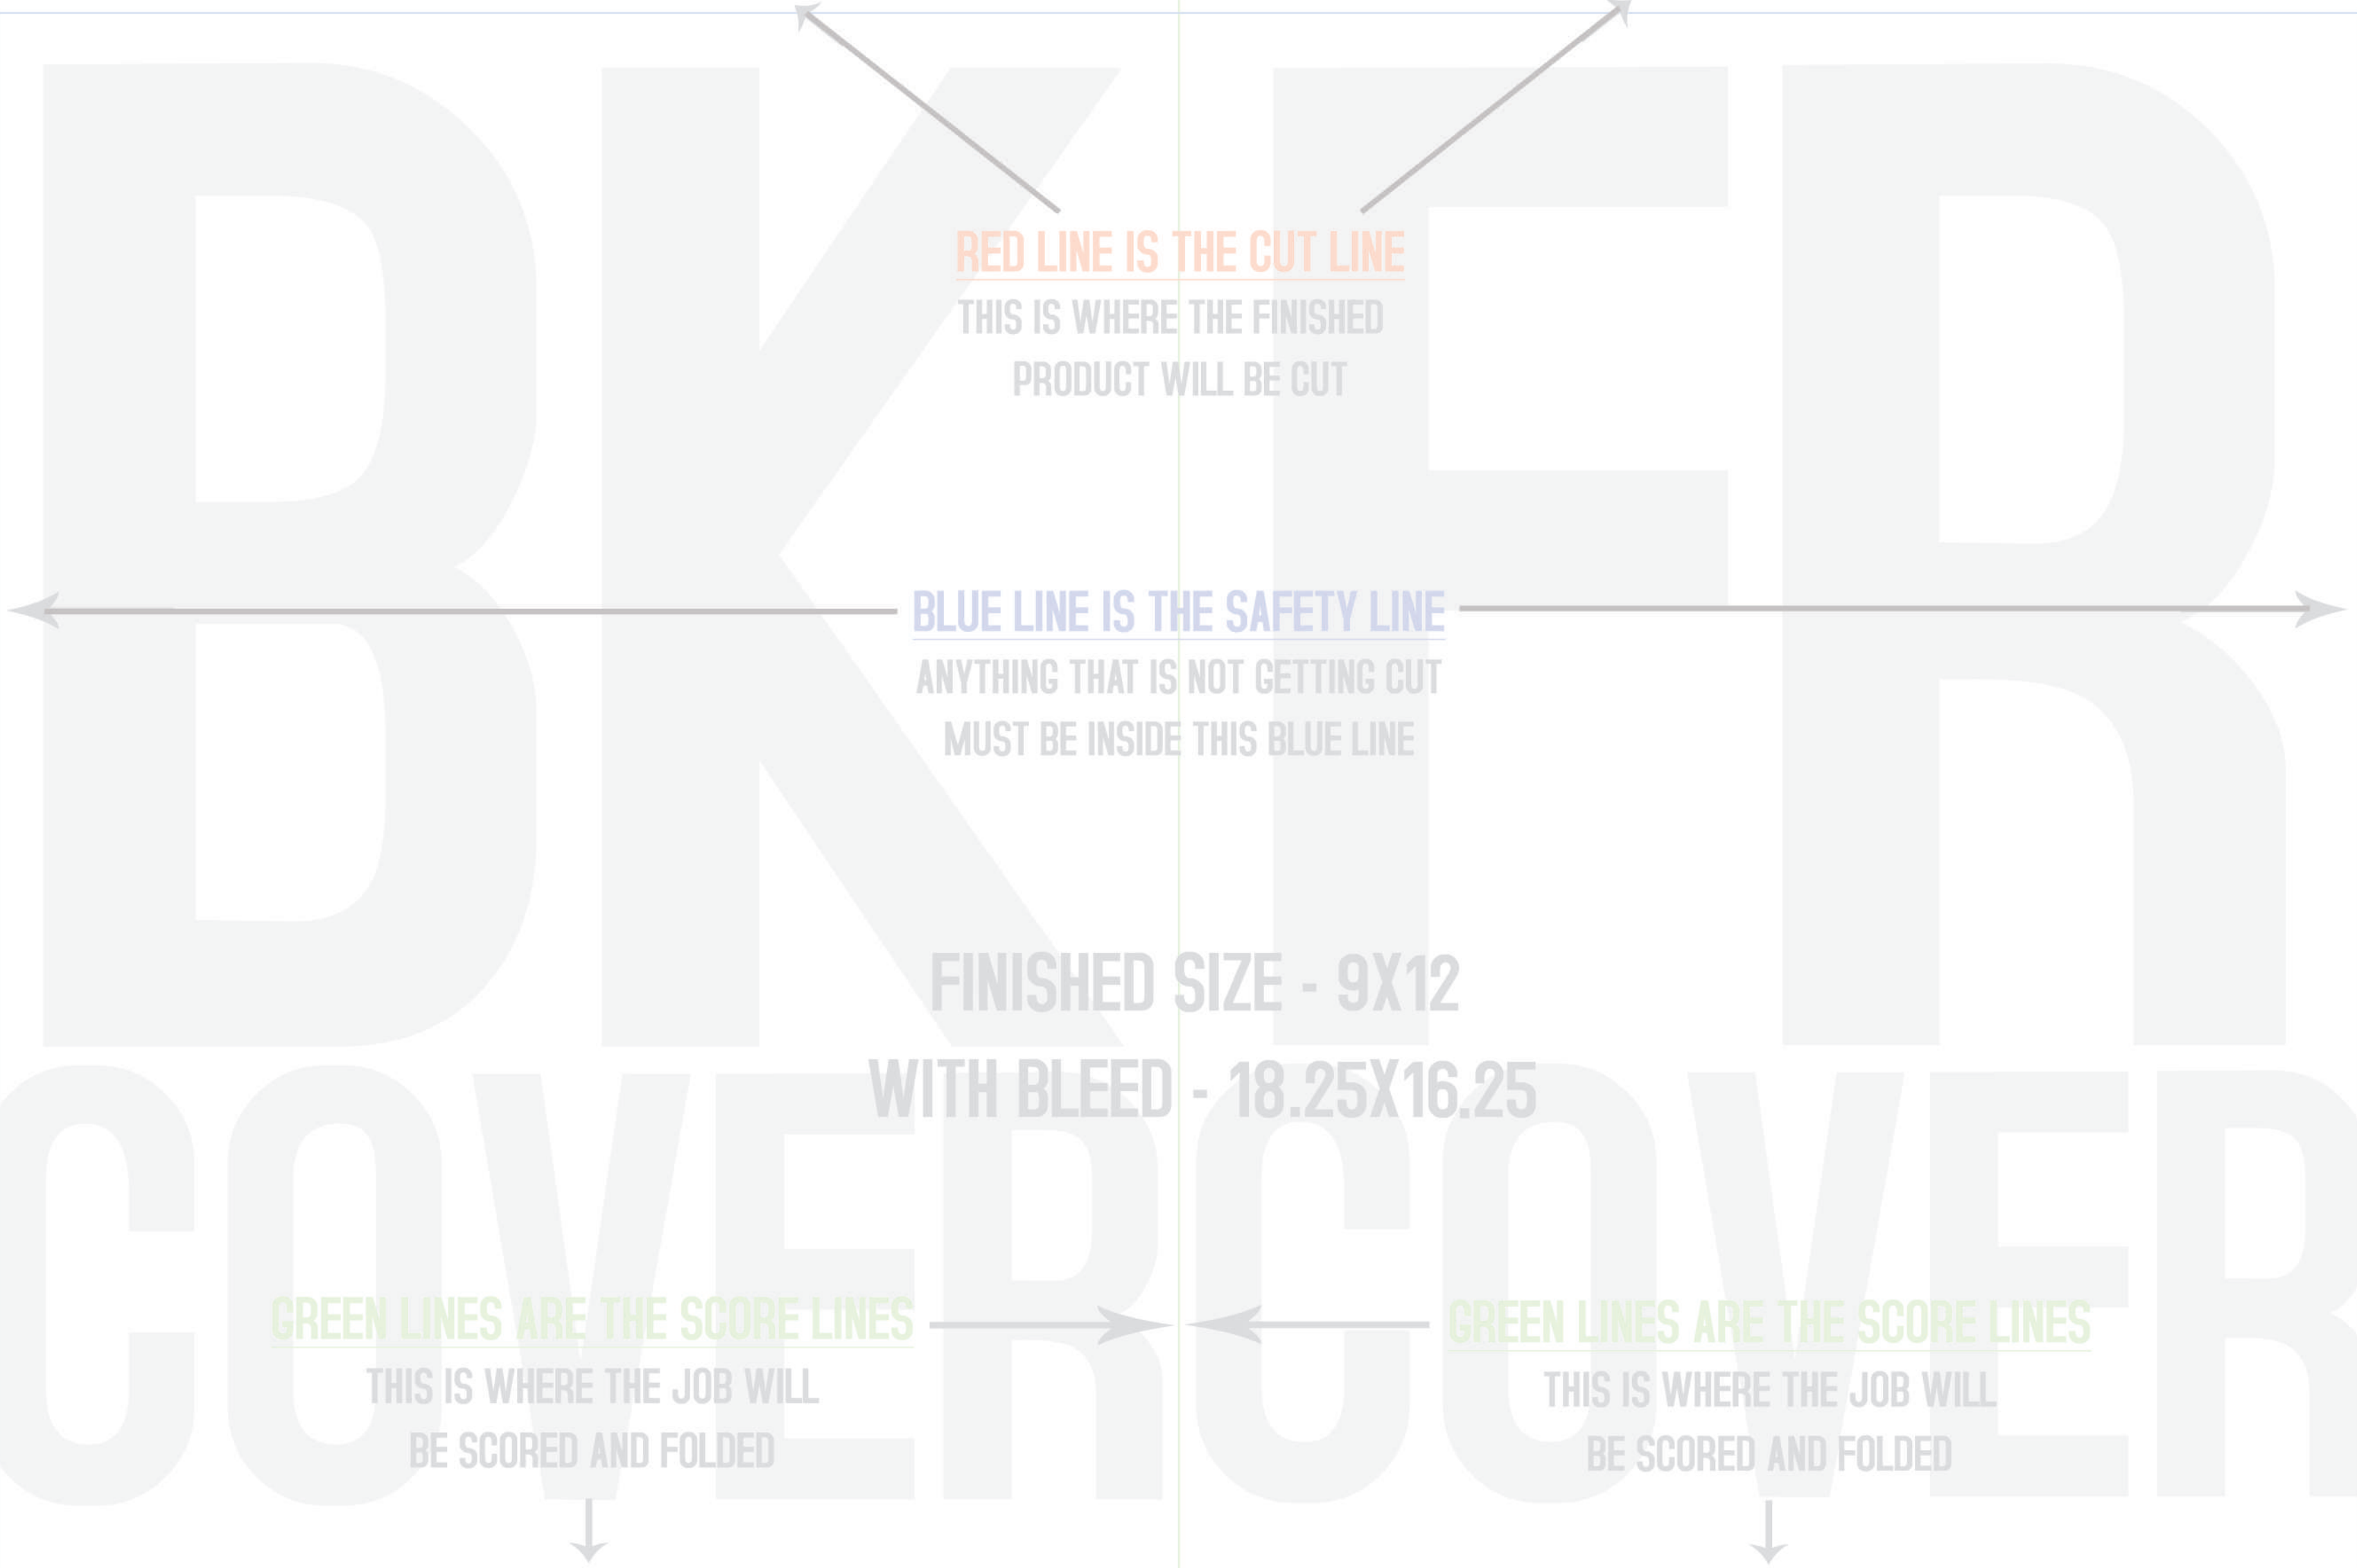 BK FR
RED LINE IS THE CUT LINE
THIS IS WHERE THE FINISHED
PRODUCT WILL BE CUT
BLUE LINE IS THE SAFETY LINE
ANYTHING THAT IS NOT GETTING CUT
MUST BE INSIDE THIS BLUE LINE
FINISHED SIZE - 9X12
WITH BLEED - 18.25X16.25
COVER COVER
GREEN LINES ARE THE SCORE LINES
THIS IS WHERE THE JOB WILL
BE SCORED AND FOLDED
GREEN LINES ARE THE SCORE LINES
THIS IS WHERE THE JOB WILL
BE SCORED AND FOLDED